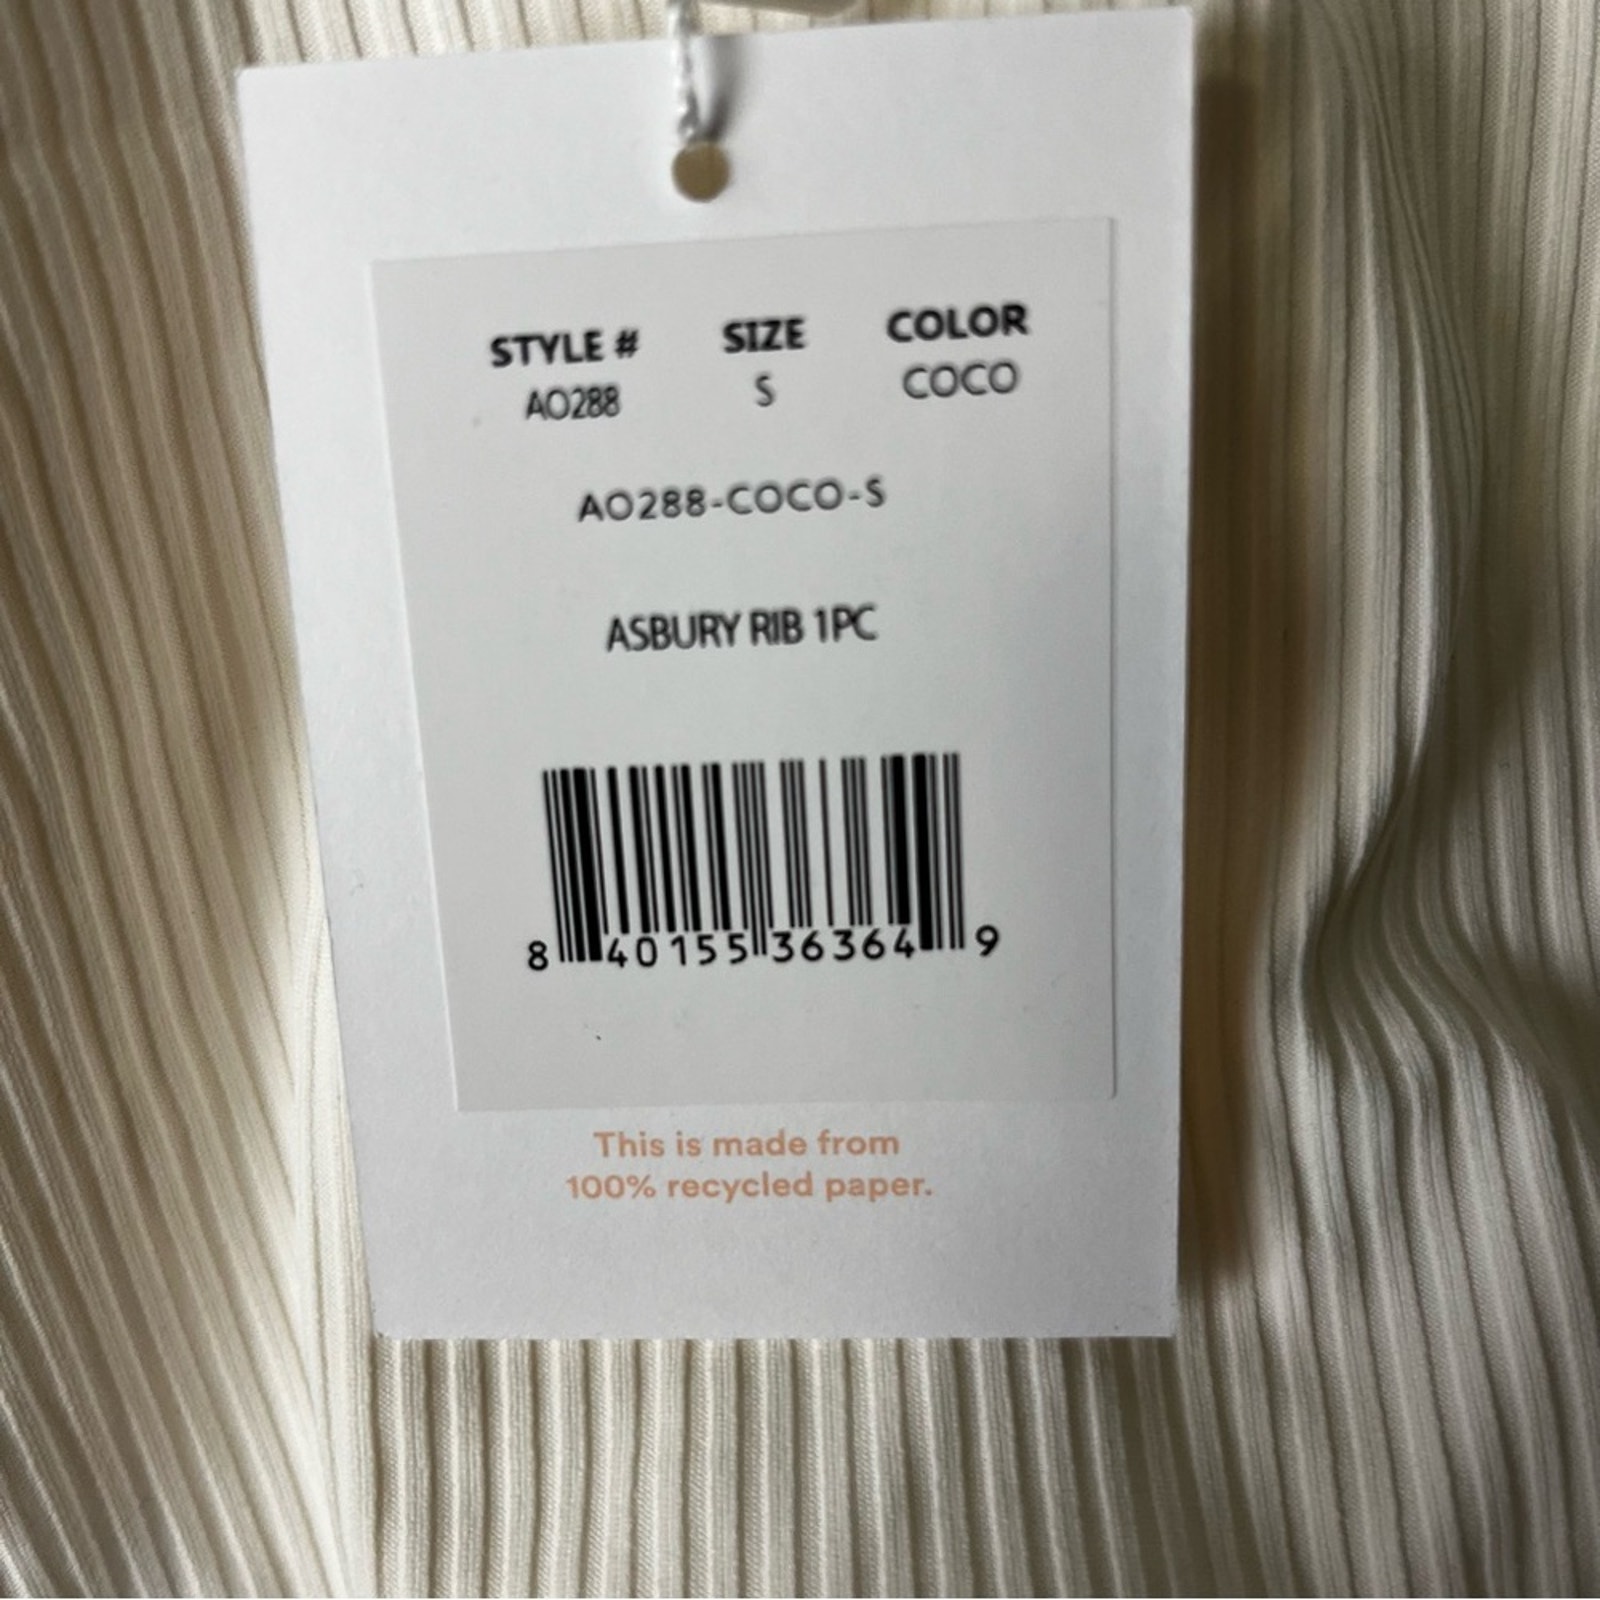 STYLE # SIZE COLOR
AO288 S COCO
AO288-COCO-S
ASBURY RIB 1PC
8 40155 36364 9
This is made from
100% recycled paper.